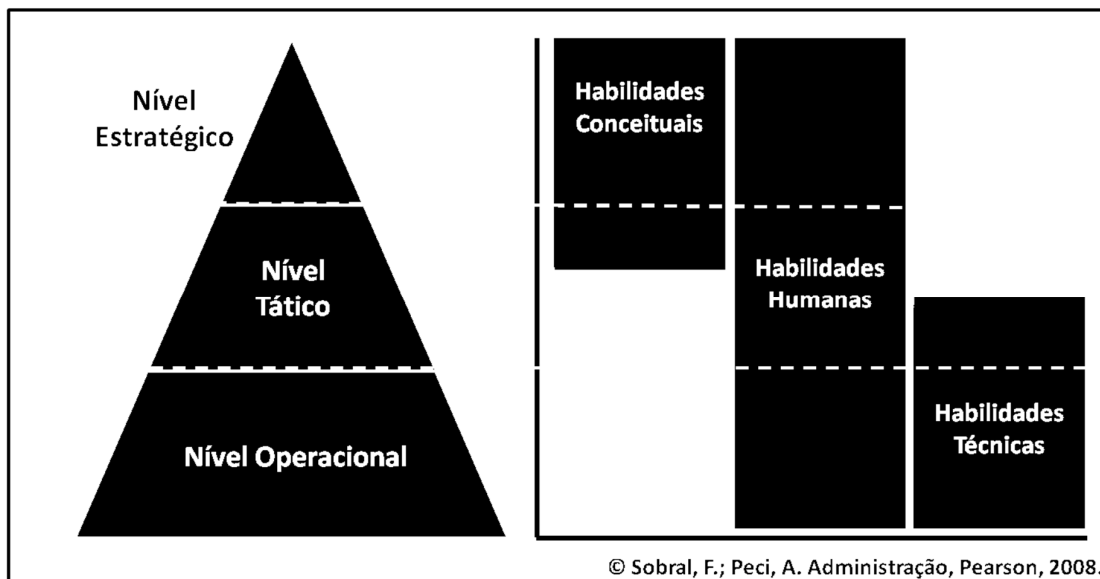 Nível
Estratégico
Nível
Tático
Nível Operacional
Habilidades
Conceituais
Habilidades
Humanas
Habilidades
Técnicas
© Sobral, F.; Peci, A. Administração, Pearson, 2008.